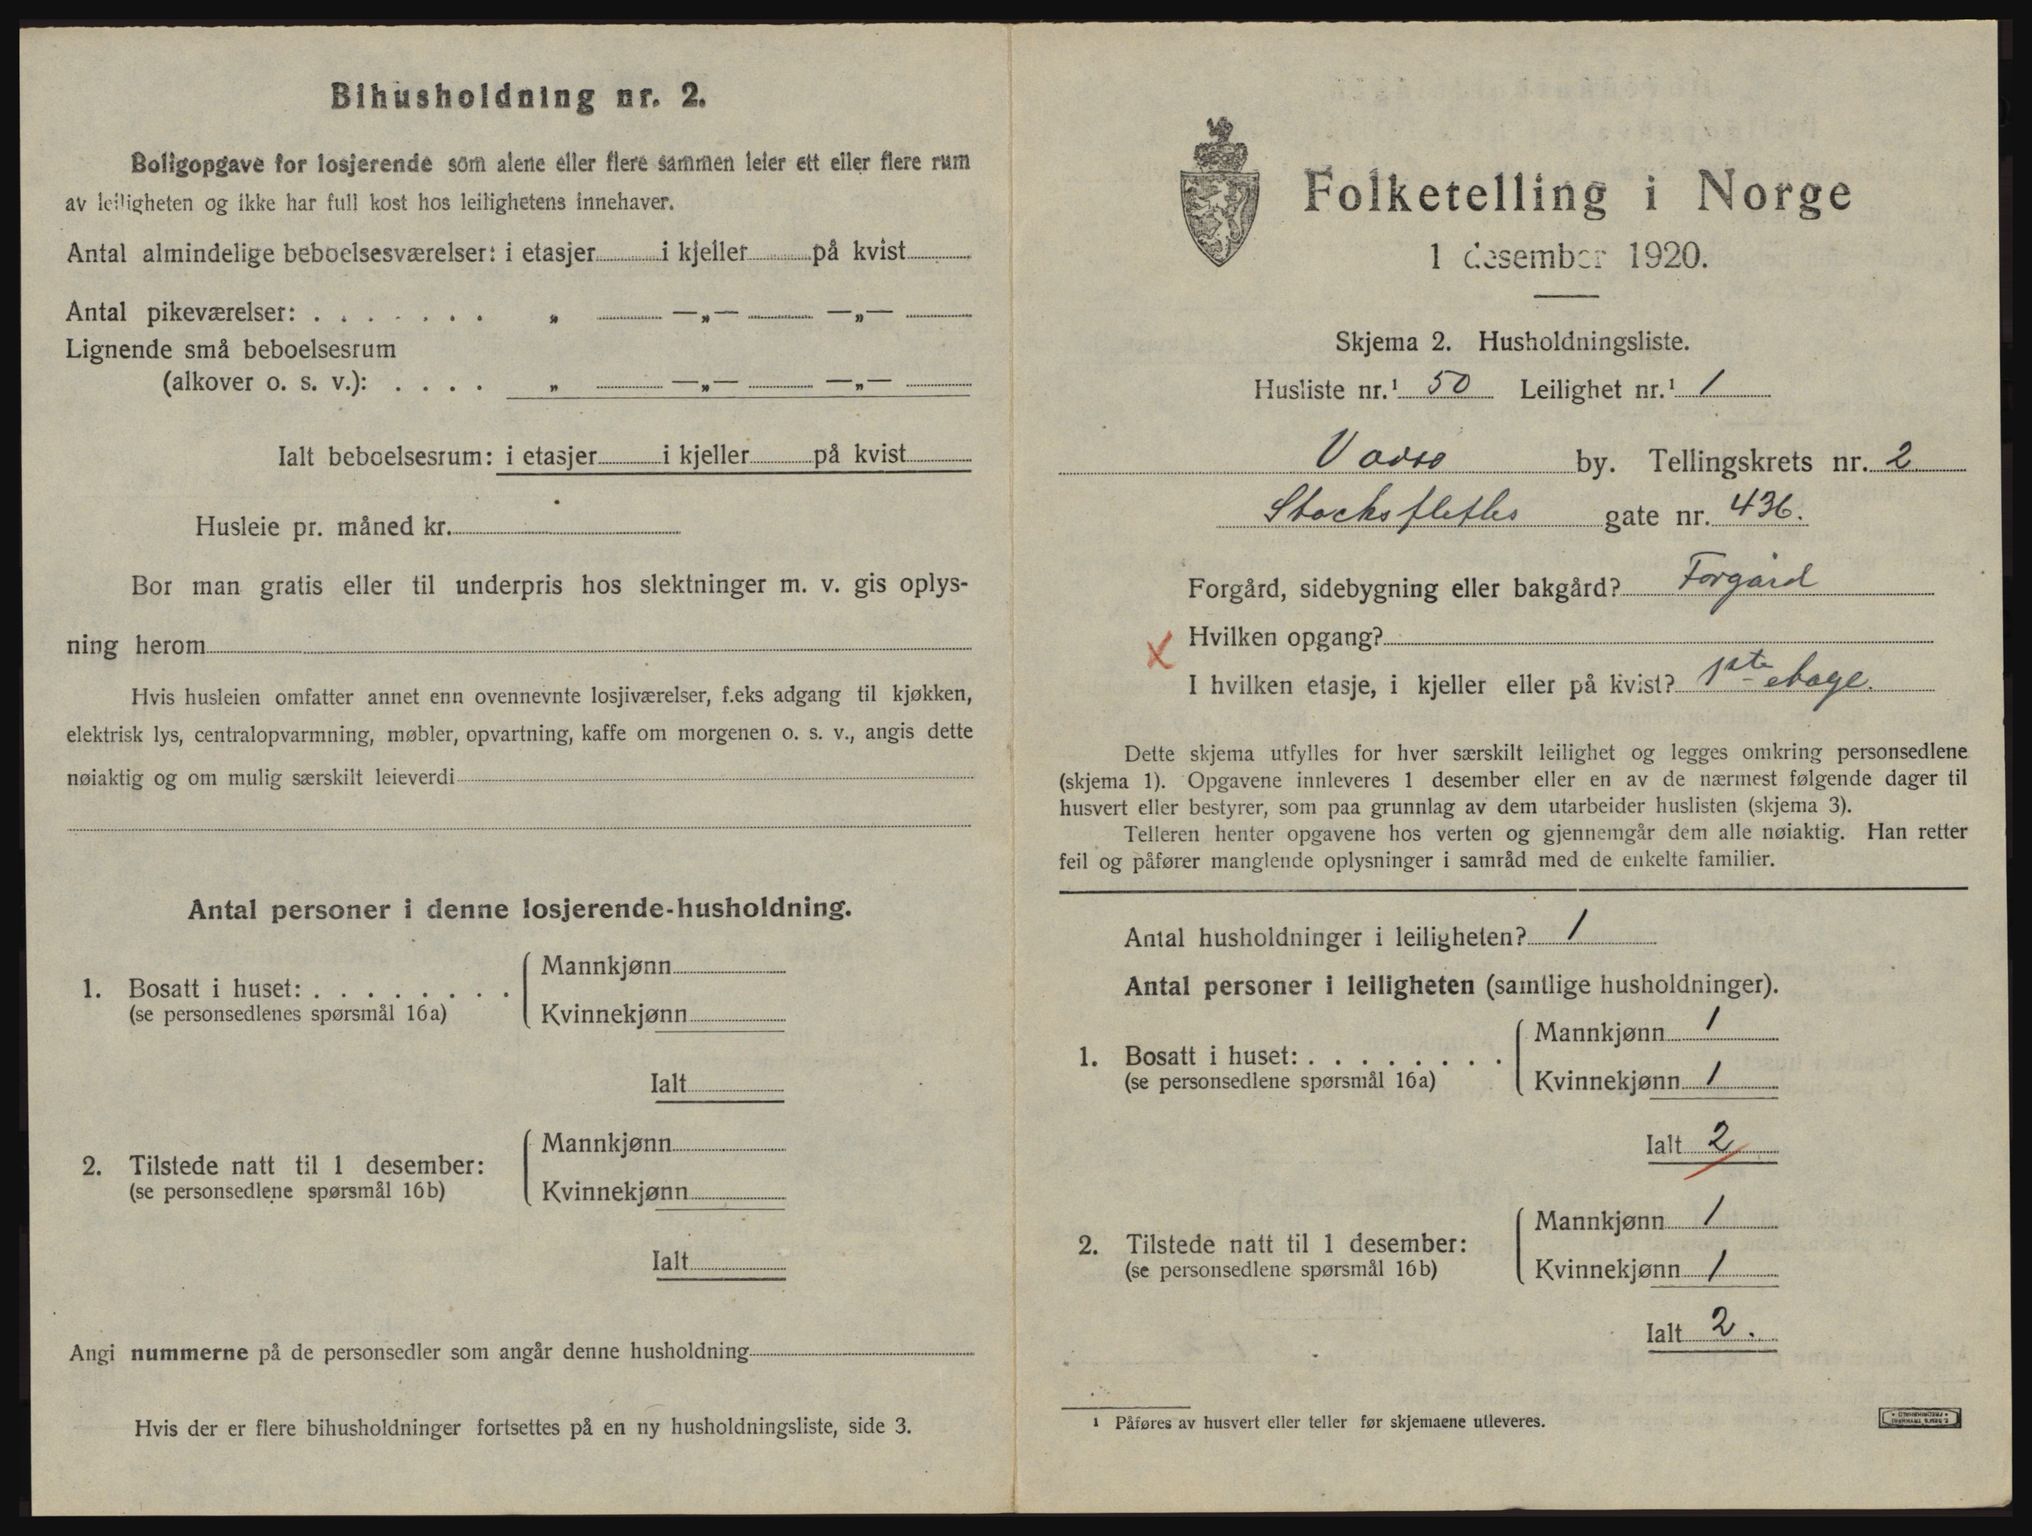 Bihusholdning nr. 2.
Boligopgave for losjerende som alene eller flere sammen leier ett eller flere rum
av leiligheten og ikke har full kost hos leilighetens innehaver.
Antal almindelige beboelsesværelser: i etasjer i kjeller på kvist
Antal pikeværelser: . . . . . . . „ —„— —„—
Lignende små beboelsesrum
(alkover o. s. v.): . . . . „ —„— —„—
Ialt beboelsesrum: i etasjer i kjeller på kvist
Husleie pr. måned kr.
Bor man gratis eller til underpris hos slektninger m. v. gis oplys-
ning herom
Hvis husleien omfatter annet enn ovennevnte losjiværelser, f.eks adgang til kjøkken,
elektrisk lys, centralopvarmning, møbler, opvartning, kaffe om morgenen o. s. v., angis dette
nøiaktig og om mulig særskilt leieverdi
Antal personer i denne losjerende-husholdning.
1. Bosatt i huset: . . . . . . . .
(se personsedlenes spørsmål 16a)
Mannkjønn
Kvinnekjønn
Ialt
2. Tilstede natt til 1 desember:
(se personsedlene spørsmål 16b)
Mannkjønn
Kvinnekjønn
Ialt
Angi nummerne på de personsedler som angår denne husholdning
Hvis der er flere bihusholdninger fortsettes på en ny husholdningsliste, side 3.
Folketelling i Norge
1 desember 1920.
Skjema 2. Husholdningsliste.
Husliste nr.¹ 50 Leilighet nr.¹ 1
Vadsø by. Tellingskrets nr. 2
Stockfleths gate nr. 436.
Forgård, sidebygning eller bakgård? Forgård
Hvilken opgang?
I hvilken etasje, i kjeller eller på kvist? 1ste etage.
Dette skjema utfylles for hver særskilt leilighet og legges omkring personsedlene
(skjema 1). Opgavene innleveres 1 desember eller en av de nærmest følgende dager til
husvert eller bestyrer, som paa grunnlag av dem utarbeider huslisten (skjema 3).
Telleren henter opgavene hos verten og gjennemgår dem alle nøiaktig. Han retter
feil og påfører manglende oplysninger i samråd med de enkelte familier.
Antal husholdninger i leiligheten? 1
Antal personer i leiligheten (samtlige husholdninger).
1. Bosatt i huset: . . . . . . . .
(se personsedlene spørsmål 16a)
Mannkjønn 1
Kvinnekjønn 1
Ialt 2
2. Tilstede natt til 1 desember:
(se personsedlene spørsmål 16b)
Mannkjønn 1
Kvinnekjønn 1
Ialt 2.
¹ Påføres av husvert eller teller før skjemaene utleveres.